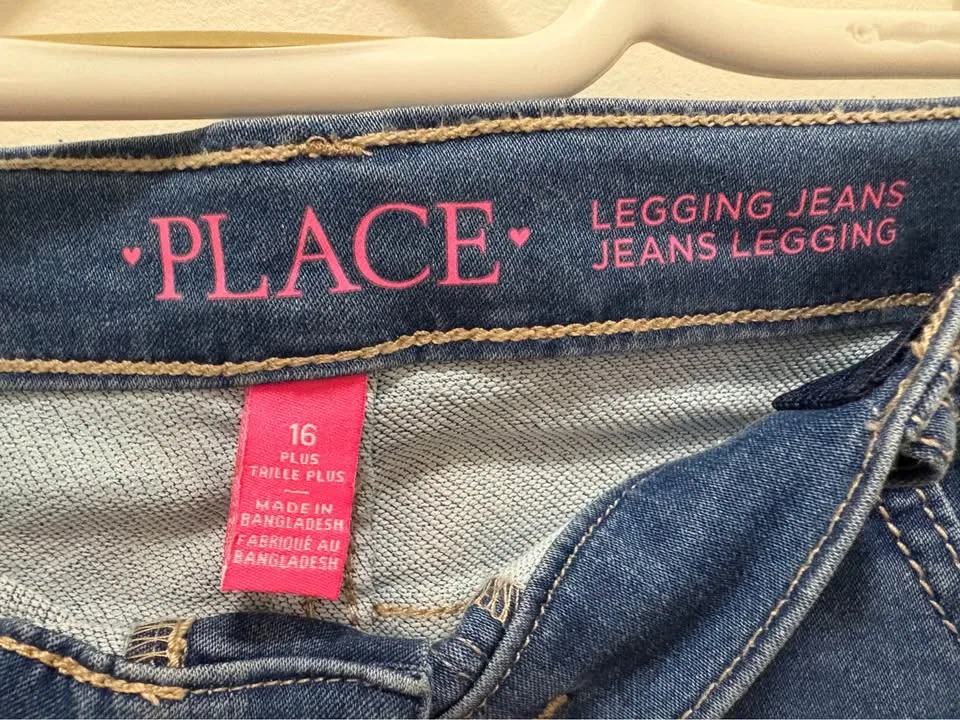 PLACE
LEGGING JEANS
JEANS LEGGING
16
PLUS
TAILLE PLUS
MADE IN
BANGLADESH
FABRIQUÉ AU
BANGLADESH